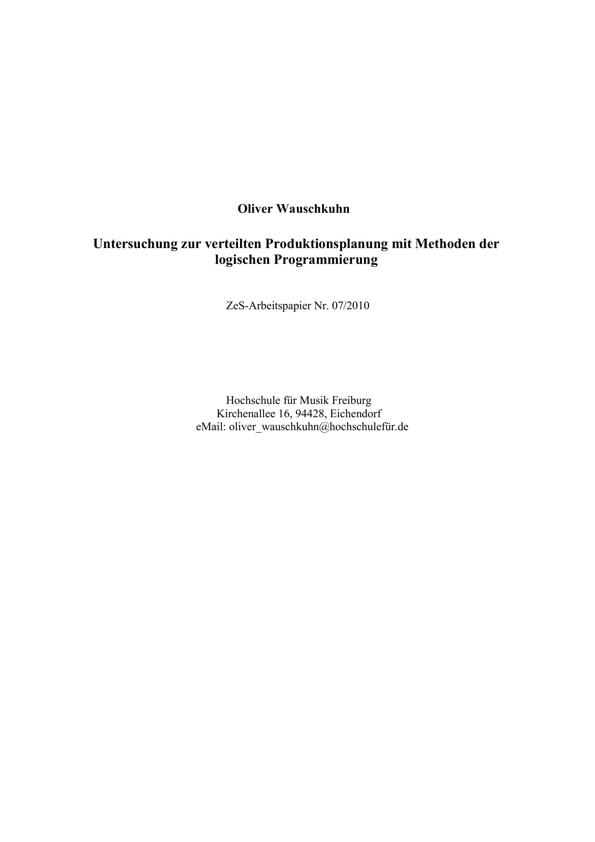 Oliver Wauschkuhn
Untersuchung zur verteilten Produktionsplanung mit Methoden der
logischen Programmierung
ZeS-Arbeitspapier Nr. 07/2010
Hochschule für Musik Freiburg
Kirchenallee 16, 94428, Eichendorf
eMail: oliver_wauschkuhn@hochschulefür.de